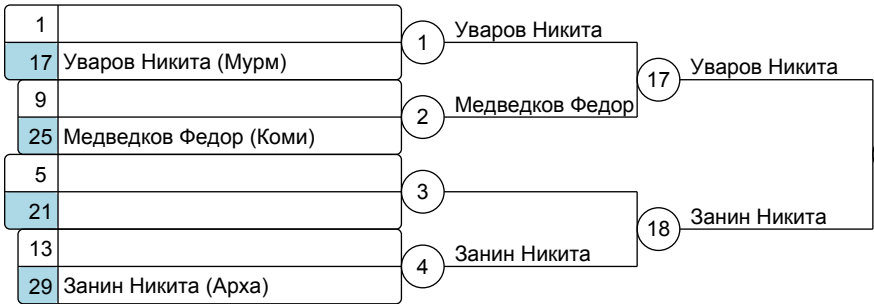 1
17 Уваров Никита (Мурм)
9
25 Медведков Федор (Коми)
5
21
13
29 Занин Никита (Арха)
1 Уваров Никита
2 Медведков Федор
3
4 Занин Никита
17 Уваров Никита
18 Занин Никита